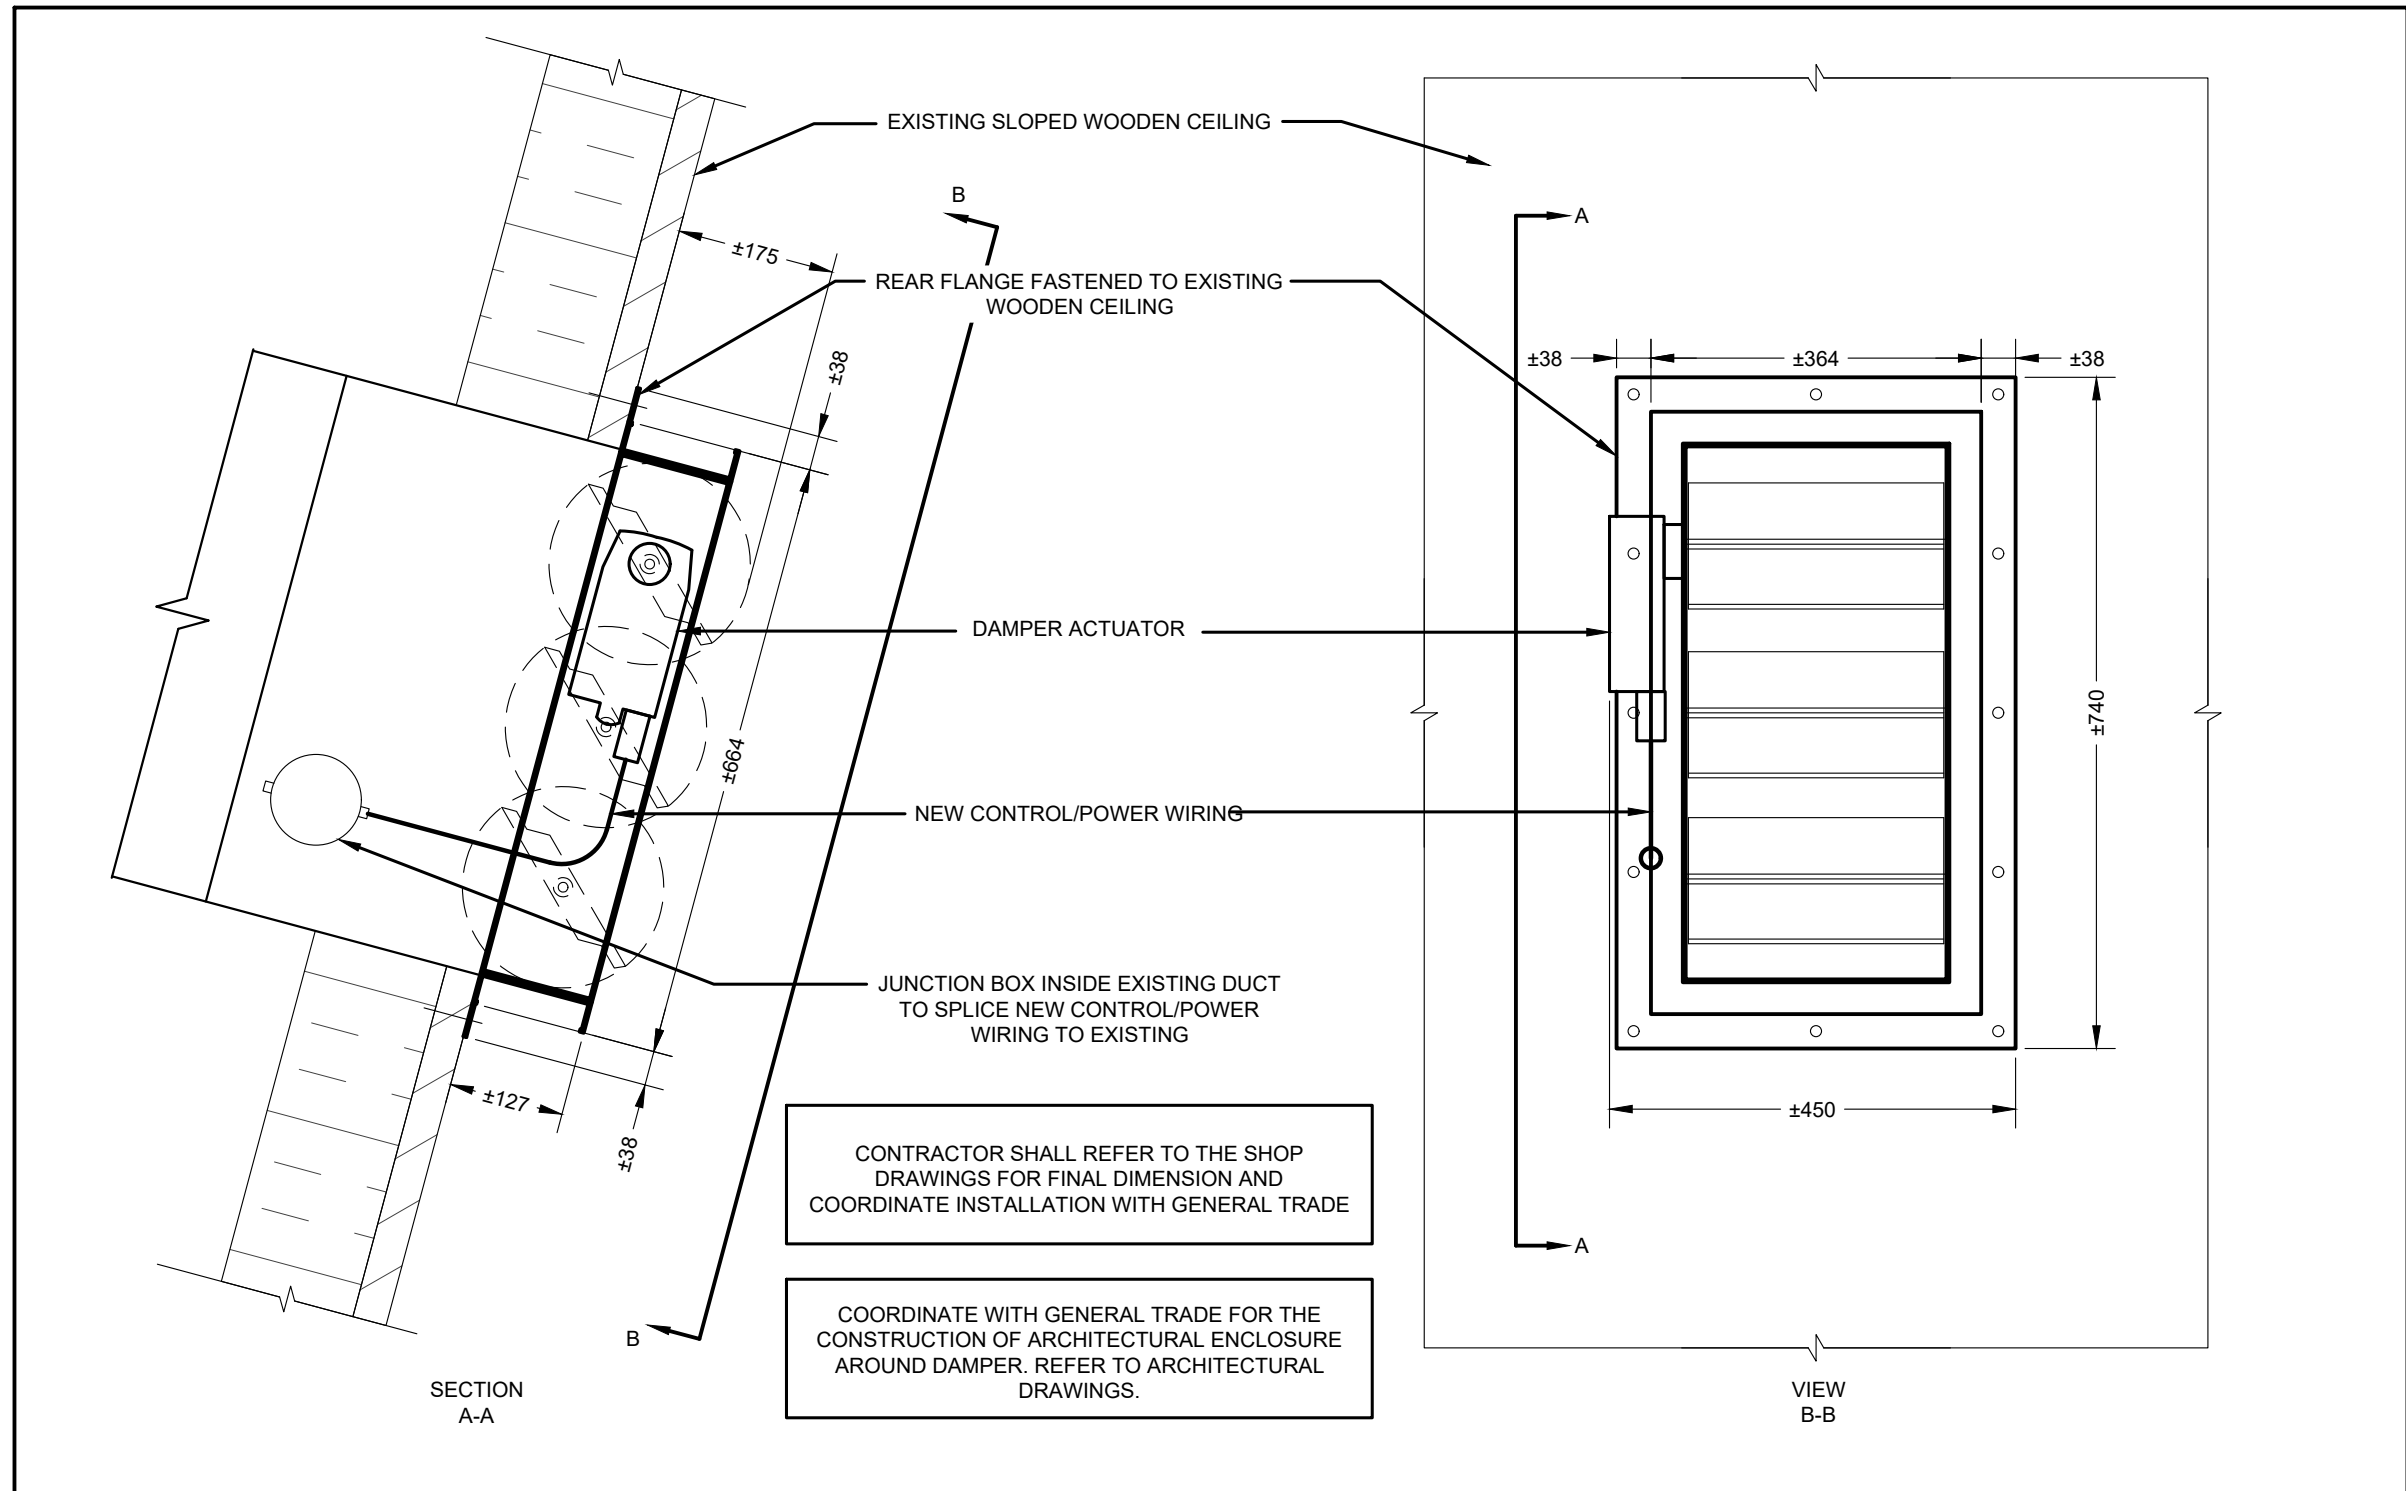 EXISTING SLOPED WOODEN CEILING
B
A
±175
REAR FLANGE FASTENED TO EXISTING
WOODEN CEILING
±38
±38
±364
±38
DAMPER ACTUATOR
±740
±664
NEW CONTROL/POWER WIRING
JUNCTION BOX INSIDE EXISTING DUCT
TO SPLICE NEW CONTROL/POWER
WIRING TO EXISTING
±127
±38
±450
CONTRACTOR SHALL REFER TO THE SHOP
DRAWINGS FOR FINAL DIMENSION AND
COORDINATE INSTALLATION WITH GENERAL TRADE
A
COORDINATE WITH GENERAL TRADE FOR THE
CONSTRUCTION OF ARCHITECTURAL ENCLOSURE
AROUND DAMPER. REFER TO ARCHITECTURAL
DRAWINGS.
B
SECTION
A-A
VIEW
B-B